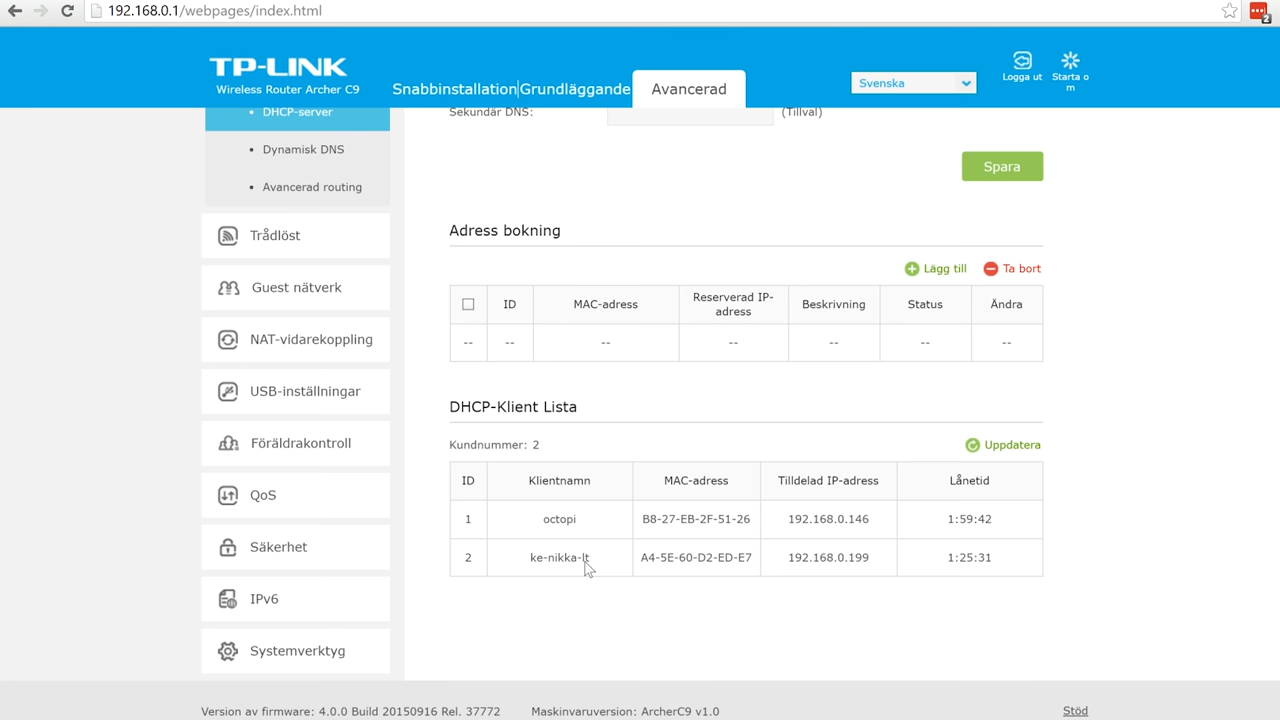 192.168.0.1/webpages/index.html
2
TP-LINK
Wireless Router Archer C9
Snabbinstallation
Grundläggande
Avancerad
Svenska
Logga ut
Starta o
m
DHCP-server
Dynamisk DNS
Avancerad routing
Trådlöst
Guest nätverk
NAT-vidarekoppling
USB-inställningar
Föräldrakontroll
QoS
Säkerhet
IPv6
Systemverktyg
Sekundär DNS: (Tillval)
Spara
Adress bokning
Lägg till Ta bort
ID MAC-adress Reserverad IP-
adress Beskrivning Status Ändra
-- -- -- -- -- -- --
DHCP-Klient Lista
Kundnummer: 2 Uppdatera
ID Klientnamn MAC-adress Tilldelad IP-adress Lånetid
1 octopi B8-27-EB-2F-51-26 192.168.0.146 1:59:42
2 ke-nikka-lt A4-5E-60-D2-ED-E7 192.168.0.199 1:25:31
Version av firmware: 4.0.0 Build 20150916 Rel. 37772 Maskinvaruversion: ArcherC9 v1.0 Stöd